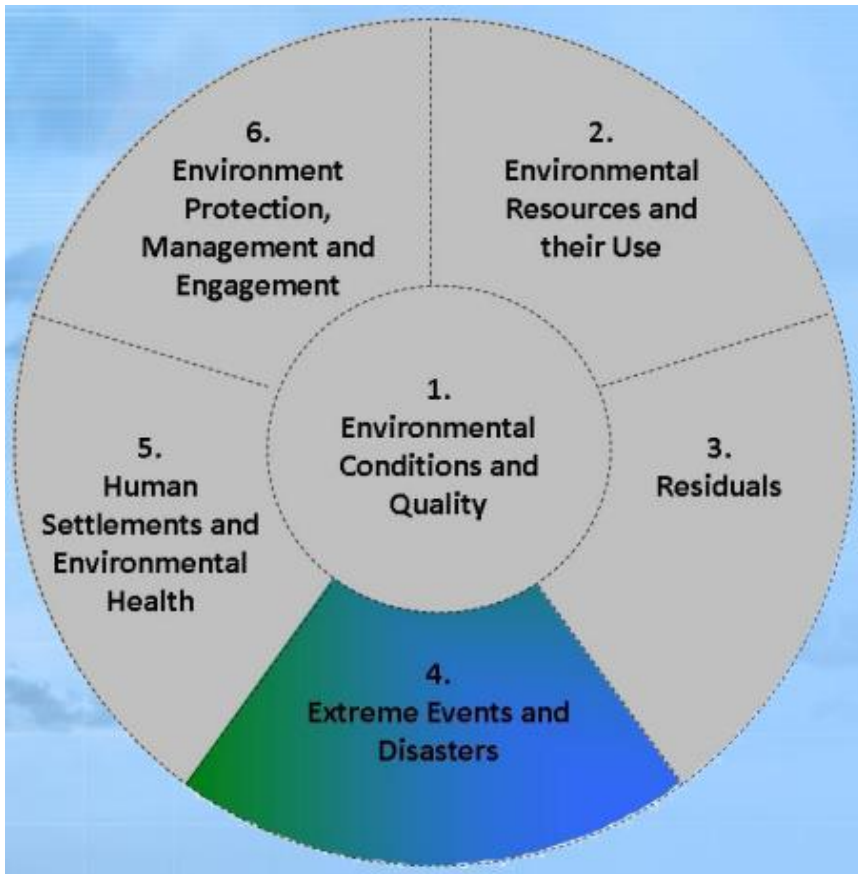 1.
Environmental
Conditions and
Quality
2.
Environmental
Resources and
their Use
3.
Residuals
4.
Extreme Events and
Disasters
5.
Human
Settlements and
Environmental
Health
6.
Environment
Protection,
Management and
Engagement